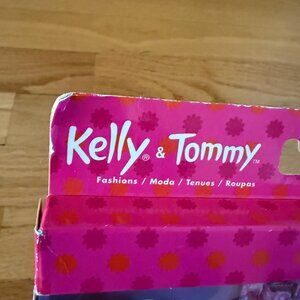 Kelly® & Tommy™
Fashions / Moda / Tenues / Roupas